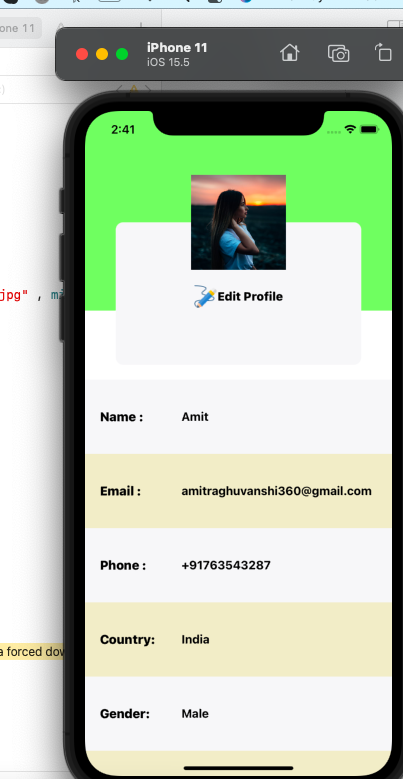 one 11
iPhone 11
iOS 15.5
2:41
jpg" ,
Edit Profile
Name : Amit
Email : amitraghuvanshi360@gmail.com
Phone : +91763543287
Country: India
a forced dow
Gender: Male